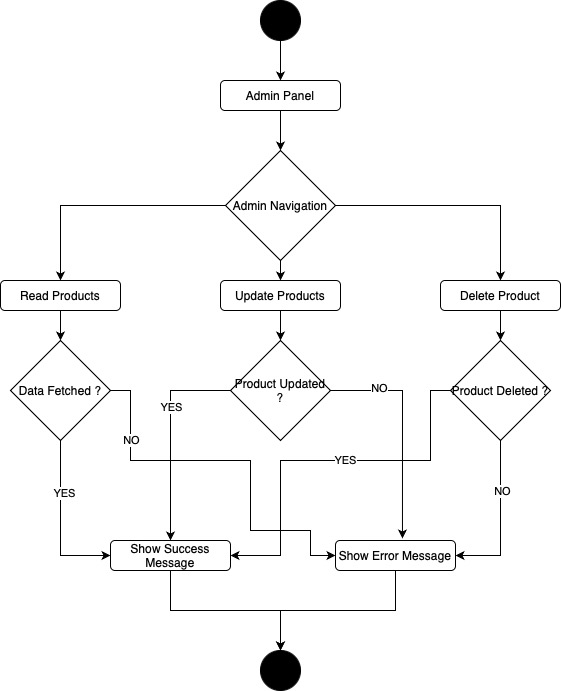 Admin Panel
Admin Navigation
Read Products
Update Products
Delete Product
Data Fetched ?
Product Updated
?
Product Deleted ?
NO
YES
NO
YES
YES
NO
Show Success
Message
Show Error Message